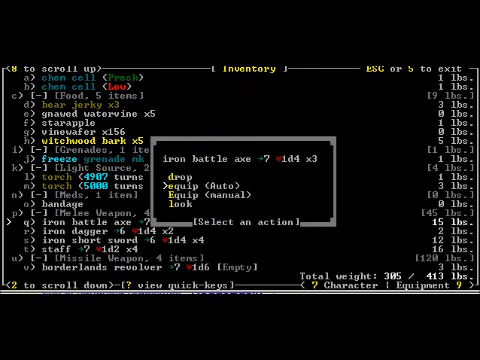 <8 to scroll up> [ Inventory ] ESC or 5 to exit
a) chem cell (Fresh) 1 lbs.
b) chem cell (Low) 1 lbs.
c) [-] [Food, 5 items] [9 lbs.]
d) bear jerky x3 3 lbs.
e) gnawed watervine x5 0 lbs.
f) starapple 1 lbs.
g) vinewafer x156 0 lbs.
h) witchwood bark x5 5 lbs.
i) [-] [Grenades, 1 item [1 lbs.]
j) freeze grenade mk 1 lbs.
k) [-] [Light Source, 2 [4 lbs.]
l) torch (4907 turns 2 lbs.
m) torch (5000 turns 2 lbs.
n) [-] [Meds, 1 item] [0 lbs.]
o) bandage 0 lbs.
p) [-] [Melee Weapon, 4 [45 lbs.]
> q) iron battle axe →7 15 lbs.
r) iron dagger →6 ♥1d4 x2 2 lbs.
s) iron short sword →6 ♥1d4 x4 12 lbs.
t) staff →7 ♥1d2 x4 16 lbs.
u) [-] [Missile Weapon, 4 items] [120 lbs.]
v) borderlands revolver →7 ♥1d6 [Empty] 3 lbs.
Total weight: 305 / 413 lbs.
<2 to scroll down> [? view quick-keys] < 7 Character | Equipment 9 >
iron battle axe →7 ♥1d4 x3
drop
>equip (Auto)
Equip (manual)
look
[Select an action]